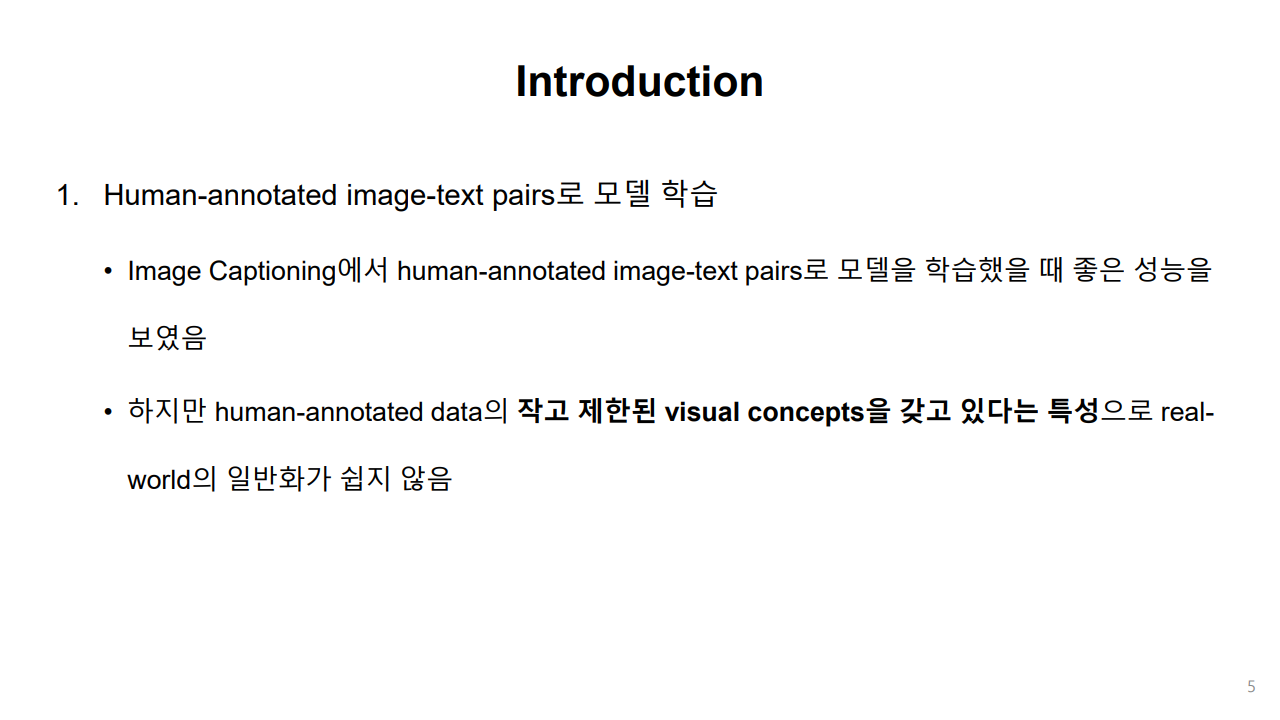 Introduction
1. Human-annotated image-text pairs로 모델 학습
• Image Captioning에서 human-annotated image-text pairs로 모델을 학습했을 때 좋은 성능을
보였음
• 하지만 human-annotated data의 작고 제한된 visual concepts을 갖고 있다는 특성으로 real-
world의 일반화가 쉽지 않음
5